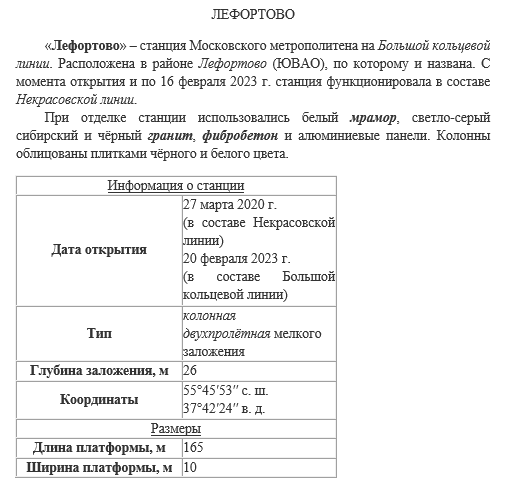 ЛЕФОРТОВО
«Лефортово» – станция Московского метрополитена на Большой кольцевой
линии. Расположена в районе Лефортово (ЮВАО), по которому и названа. С
момента открытия и по 16 февраля 2023 г. станция функционировала в составе
Некрасовской линии.
При отделке станции использовались белый мрамор, светло-серый
сибирский и чёрный гранит, фибробетон и алюминиевые панели. Колонны
облицованы плитками чёрного и белого цвета.
Информация о станции
Дата открытия
27 марта 2020 г.
(в составе Некрасовской
линии)
20 февраля 2023 г.
(в составе Большой
кольцевой линии)
Тип
колонная
двухпролётная мелкого
заложения
Глубина заложения, м 26
Координаты
55°45′53″ с. ш.
37°42′24″ в. д.
Размеры
Длина платформы, м 165
Ширина платформы, м 10